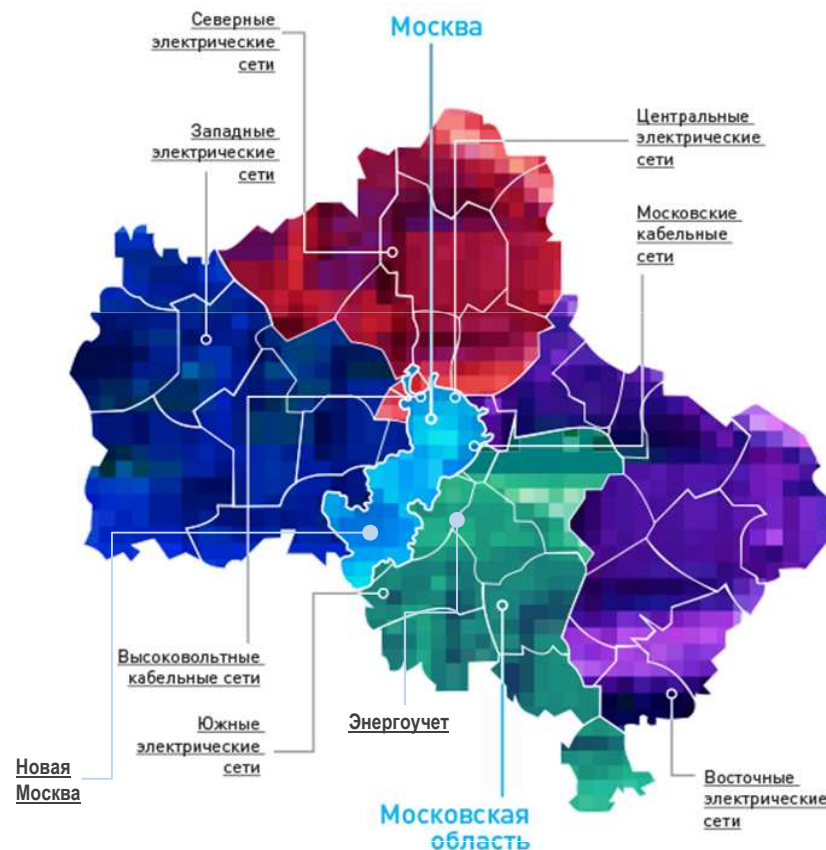 Северные
электрические
сети
Москва
Западные
электрические
сети
Центральные
электрические
сети
Московские
кабельные
сети
Высоковольтные
кабельные сети
Южные
электрические
сети
Энергоучет
Новая
Москва
Московская
область
Восточные
электрические
сети